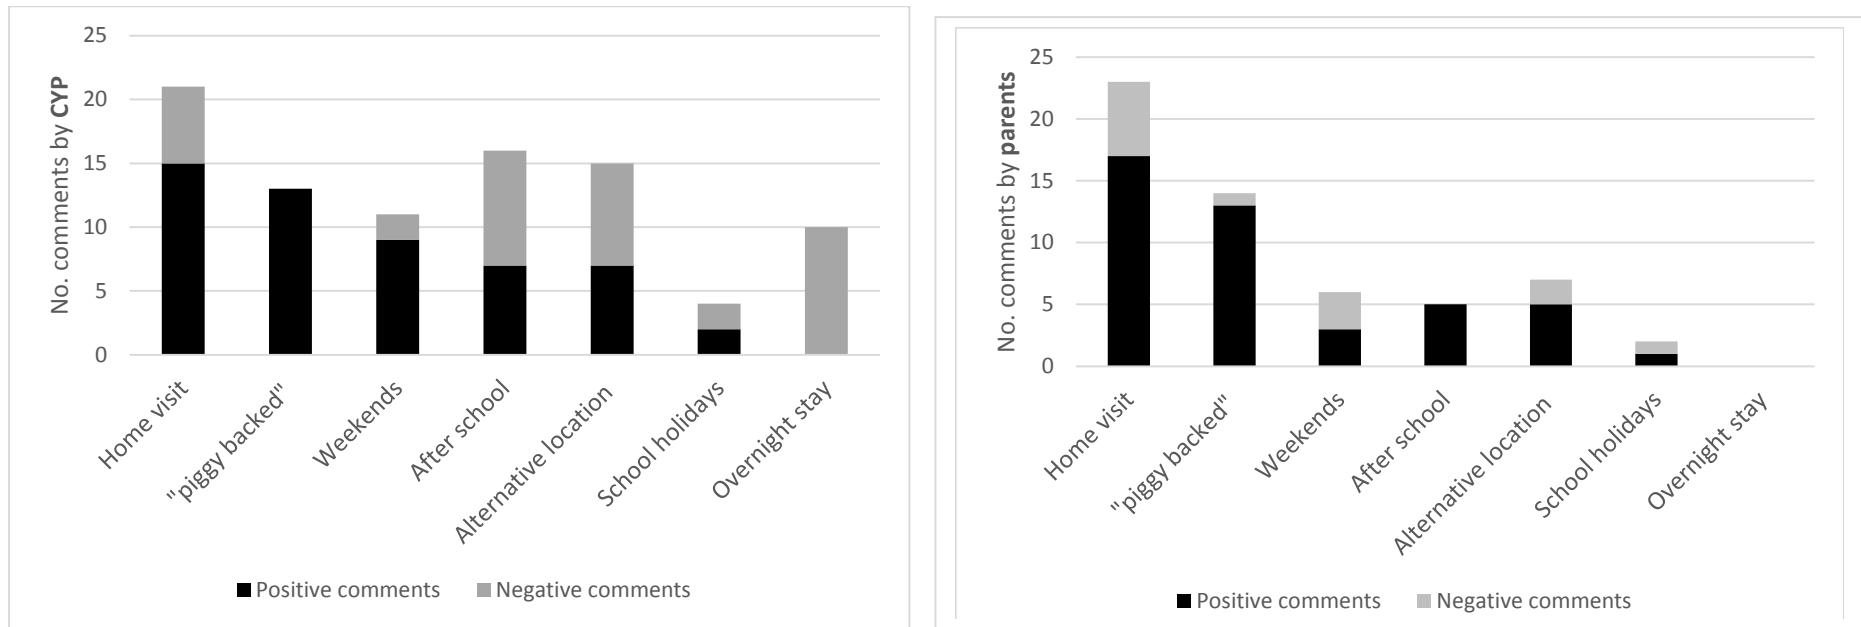 25
20
15
10
5
0
No. comments by CYP
Home visit
"piggy backed"
Weekends
After school
Alternative location
School holidays
Overnight stay
Positive comments
Negative comments
25
20
15
10
5
0
No. comments by parents
Home visit
"piggy backed"
Weekends
After school
Alternative location
School holidays
Overnight stay
Positive comments
Negative comments